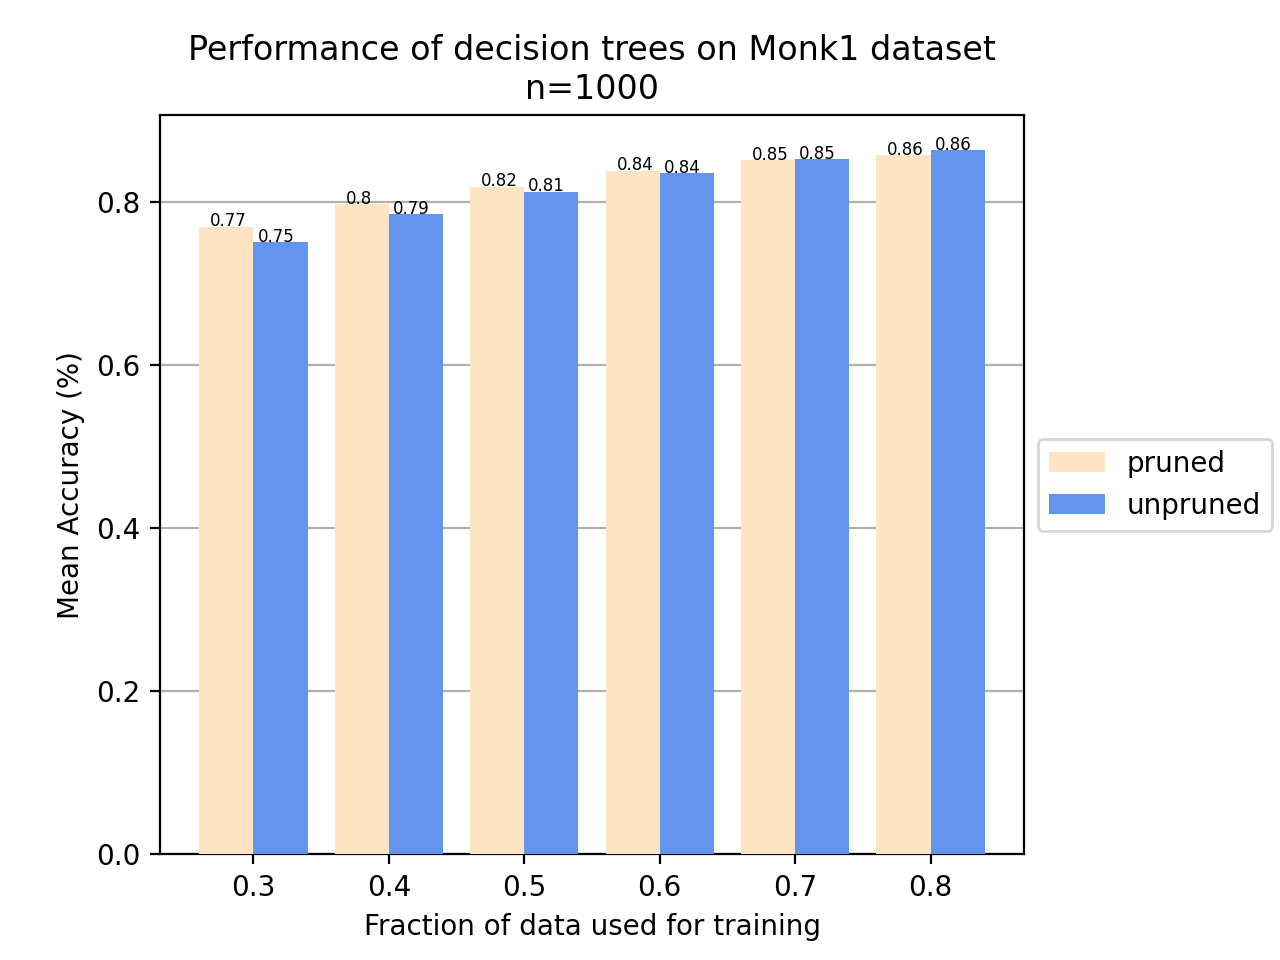 Performance of decision trees on Monk1 dataset
n=1000
Mean Accuracy (%)
0.8
0.6
0.4
0.2
0.0
0.77
0.75
0.8
0.79
0.82
0.81
0.84
0.84
0.85
0.85
0.86
0.86
0.3 0.4 0.5 0.6 0.7 0.8
Fraction of data used for training
pruned
unpruned